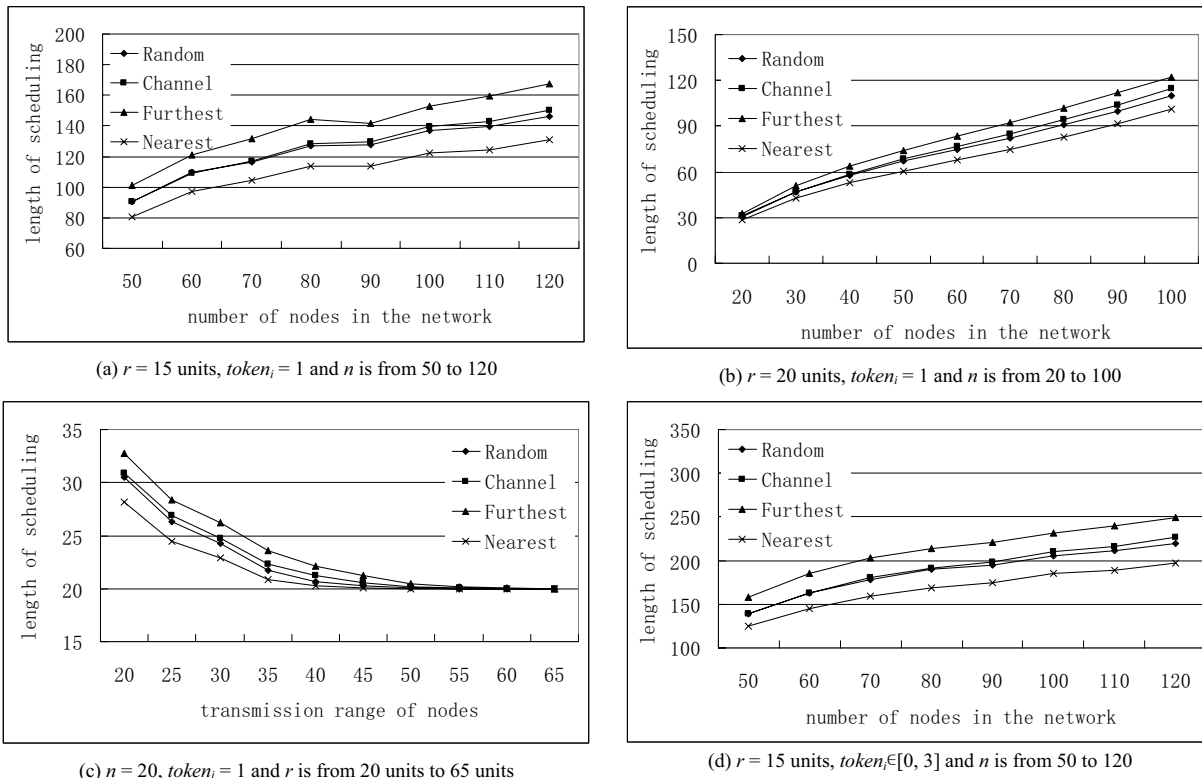 200
180
160
140
120
100
80
60
length of scheduling
Random
Channel
Furthest
Nearest
50 60 70 80 90 100 110 120
number of nodes in the network
(a) r = 15 units, tokenᵢ = 1 and n is from 50 to 120
150
120
90
60
30
0
length of scheduling
Random
Channel
Furthest
Nearest
20 30 40 50 60 70 80 90 100
number of nodes in the network
(b) r = 20 units, tokenᵢ = 1 and n is from 20 to 100
35
30
25
20
15
length of scheduling
Random
Channel
Furthest
Nearest
20 25 30 35 40 45 50 55 60 65
transmission range of nodes
(c) n = 20, tokenᵢ = 1 and r is from 20 units to 65 units
350
300
250
200
150
100
length of scheduling
Random
Channel
Furthest
Nearest
50 60 70 80 90 100 110 120
number of nodes in the network
(d) r = 15 units, tokenᵢ∈[0, 3] and n is from 50 to 120